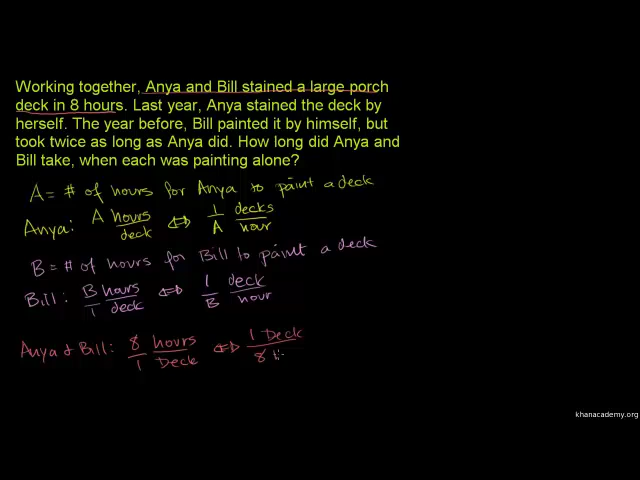 Working together, Anya and Bill stained a large porch
deck in 8 hours. Last year, Anya stained the deck by
herself. The year before, Bill painted it by himself, but
took twice as long as Anya did. How long did Anya and
Bill take, when each was painting alone?
A = # of hours for Anya to paint a deck
Anya: A hours/deck ⇔ 1/A decks/hour
B = # of hours for Bill to paint a deck
Bill: B/1 hours/deck ⇔ 1/B deck/hour
Anya & Bill: 8/1 hours/Deck ⇔ 1 Deck/8 h
khanacademy.org